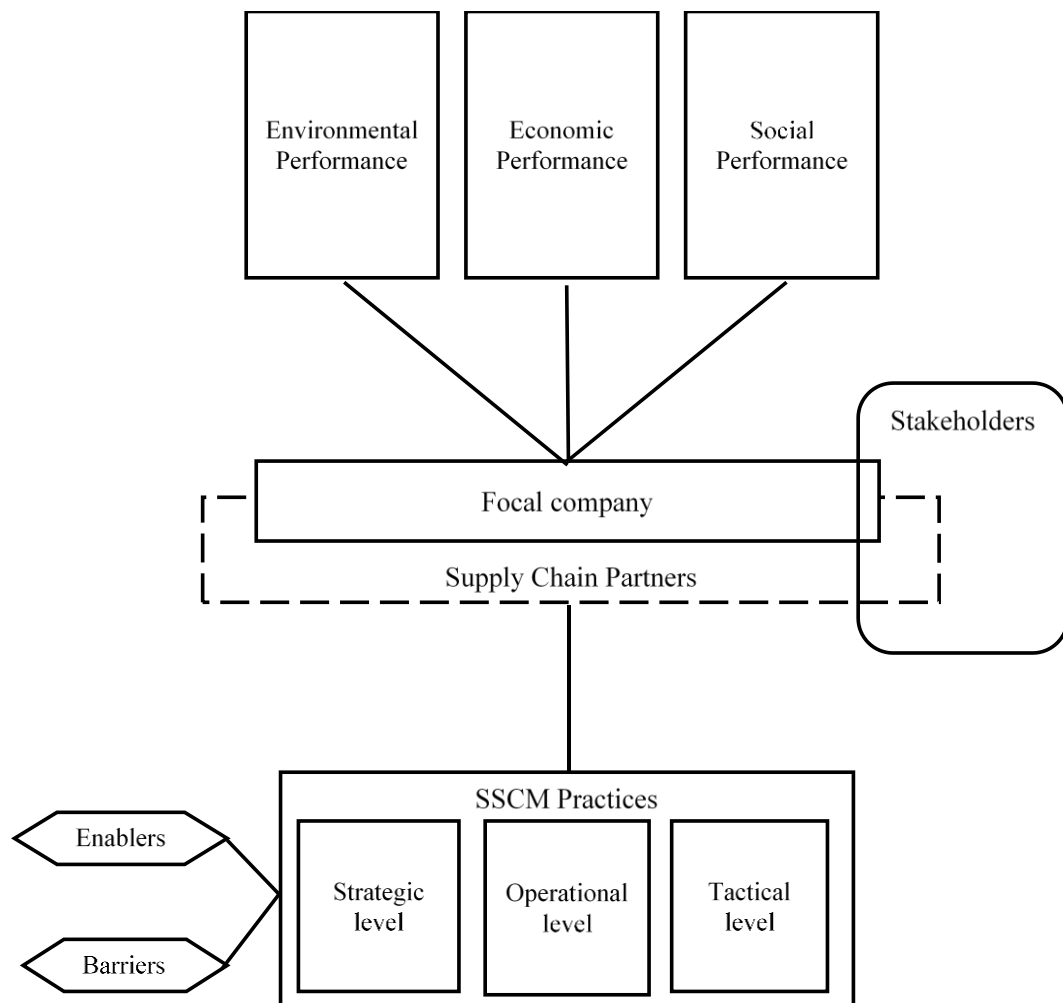 Environmental
Performance
Economic
Performance
Social
Performance
Stakeholders
Focal company
Supply Chain Partners
SSCM Practices
Enablers
Strategic
level
Operational
level
Tactical
level
Barriers